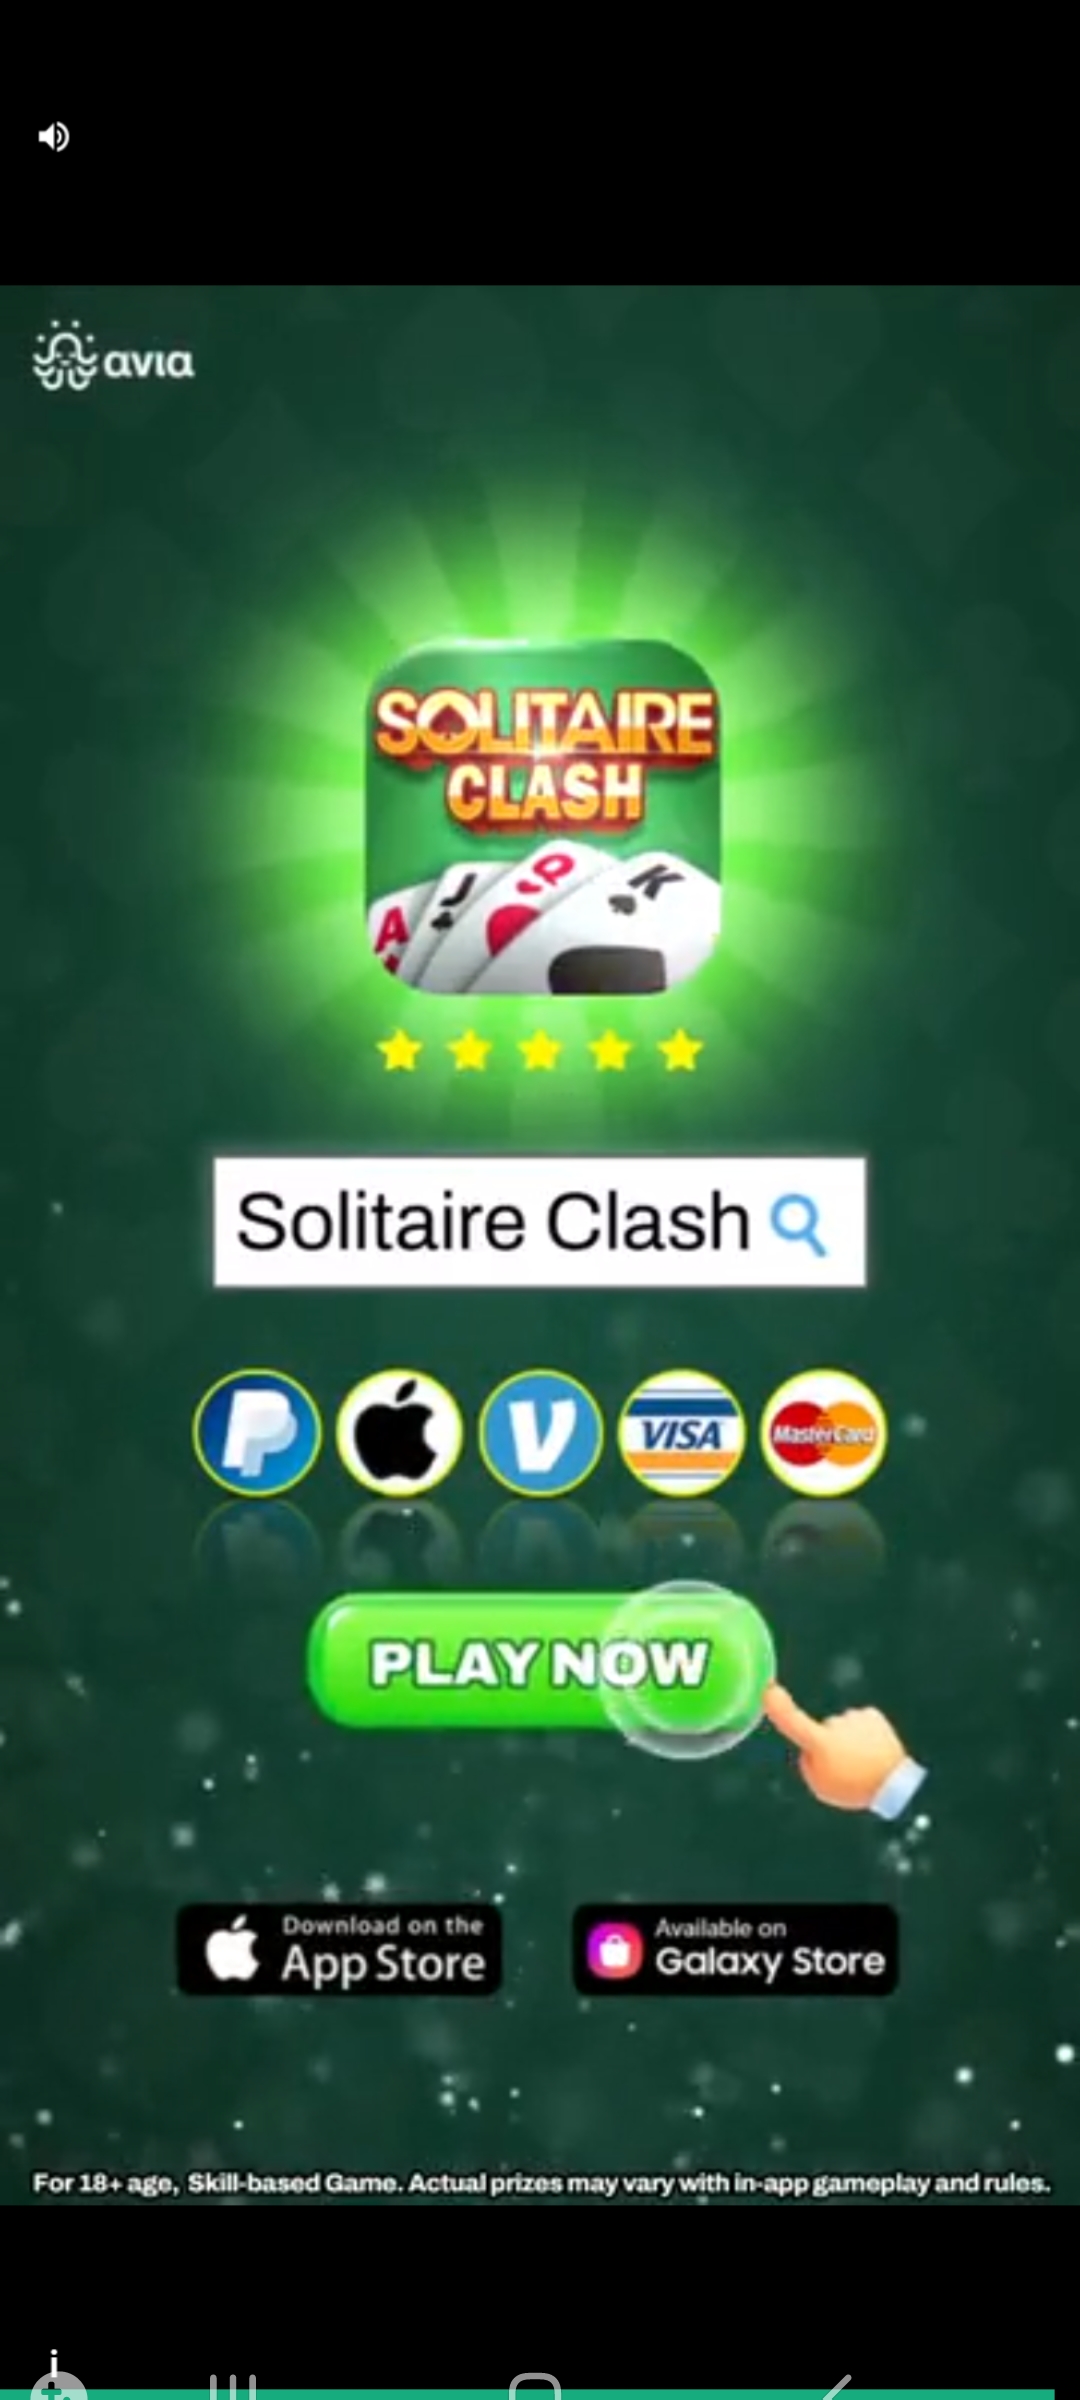 avia
SOLITAIRE
CLASH
A J Q K
Solitaire Clash
VISA
MasterCard
PLAY NOW
Download on the
App Store
Available on
Galaxy Store
For 18+ age, Skill-based Game. Actual prizes may vary with in-app gameplay and rules.
i